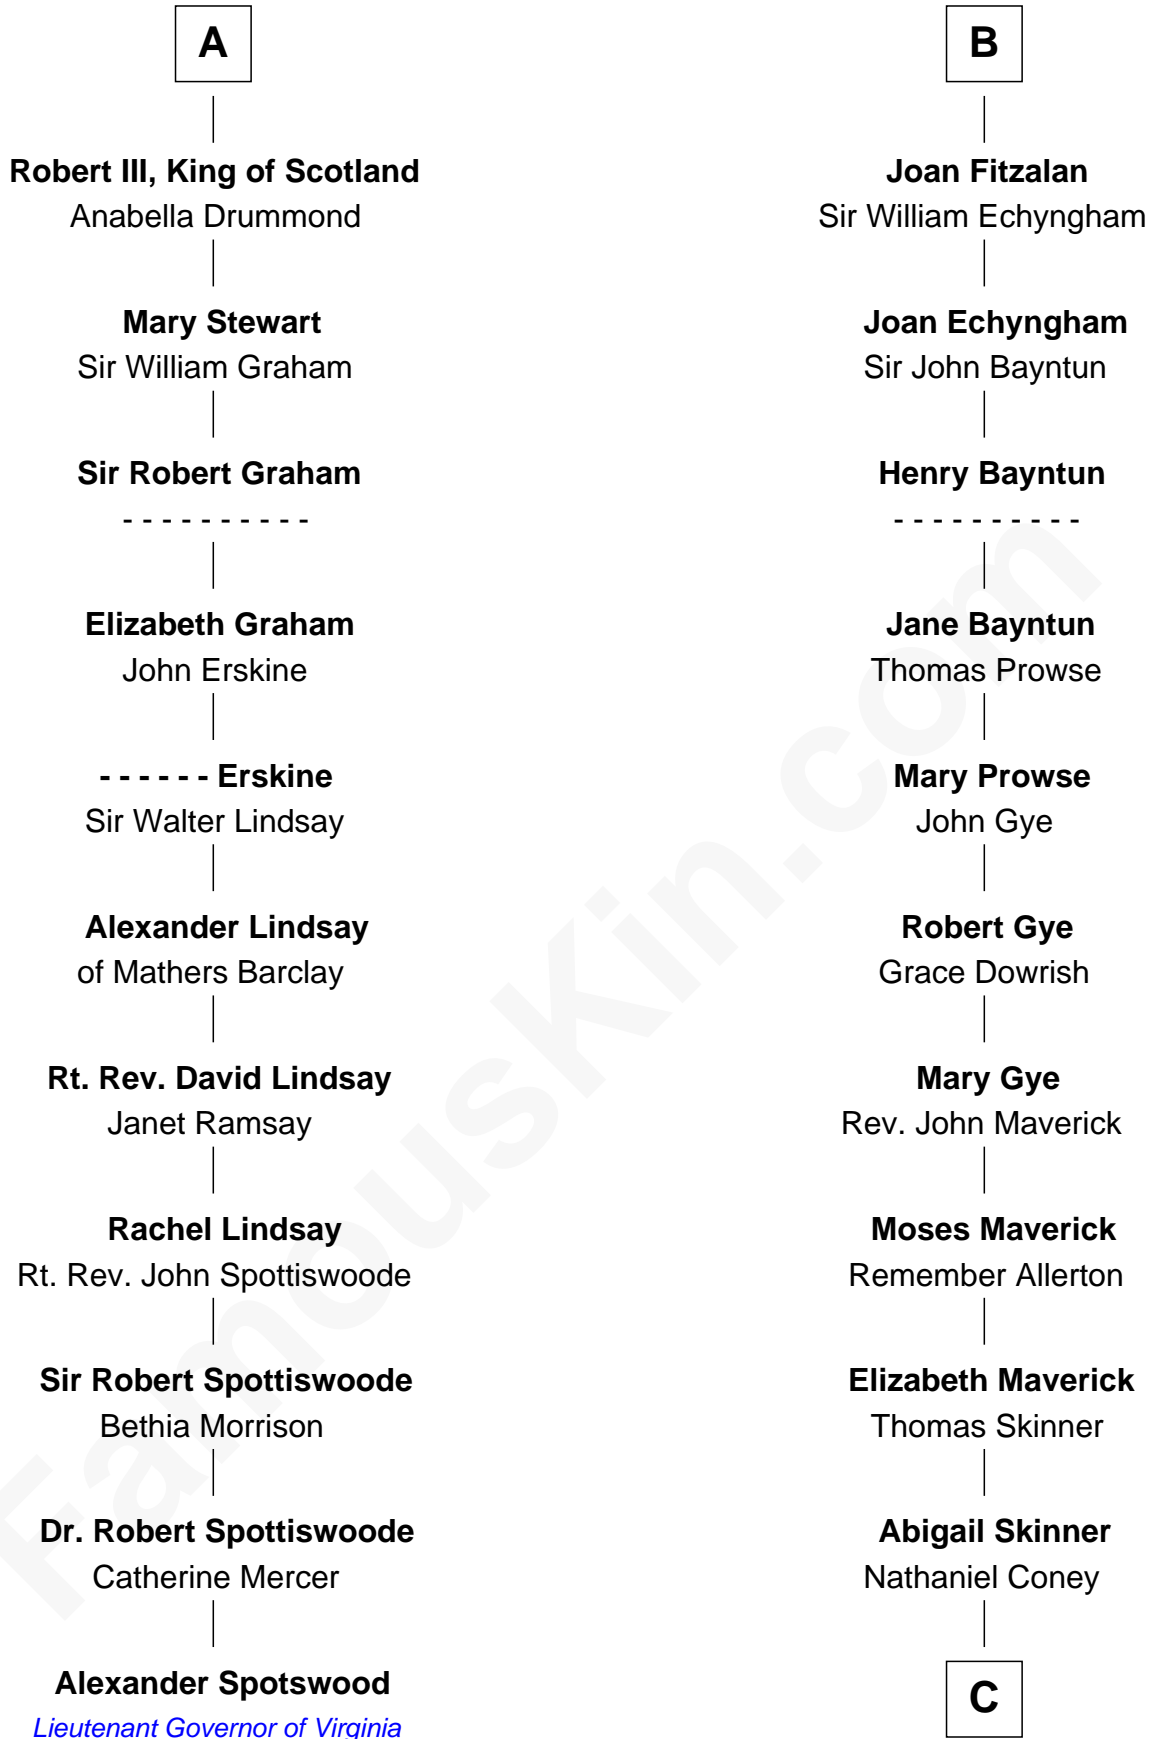 A
Robert III, King of Scotland
Anabella Drummond
Mary Stewart
Sir William Graham
Sir Robert Graham
- - - - - - - - - -
Elizabeth Graham
John Erskine
- - - - - - Erskine
Sir Walter Lindsay
Alexander Lindsay
of Mathers Barclay
Rt. Rev. David Lindsay
Janet Ramsay
Rachel Lindsay
Rt. Rev. John Spottiswoode
Sir Robert Spottiswoode
Bethia Morrison
Dr. Robert Spottiswoode
Catherine Mercer
Alexander Spotswood
Lieutenant Governor of Virginia
B
Joan Fitzalan
Sir William Echyngham
Joan Echyngham
Sir John Bayntun
Henry Bayntun
- - - - - - - - - -
Jane Bayntun
Thomas Prowse
Mary Prowse
John Gye
Robert Gye
Grace Dowrish
Mary Gye
Rev. John Maverick
Moses Maverick
Remember Allerton
Elizabeth Maverick
Thomas Skinner
Abigail Skinner
Nathaniel Coney
C
FamousKin.com